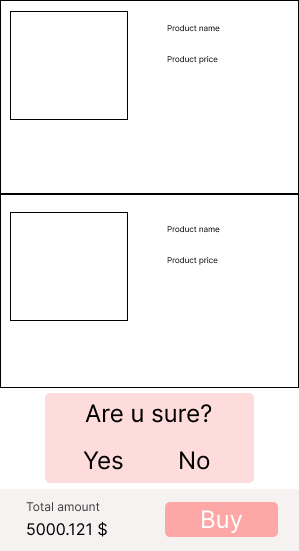 Product name
Product price
Product name
Product price
Are u sure?
Yes No
Total amount
5000.121 $
Buy